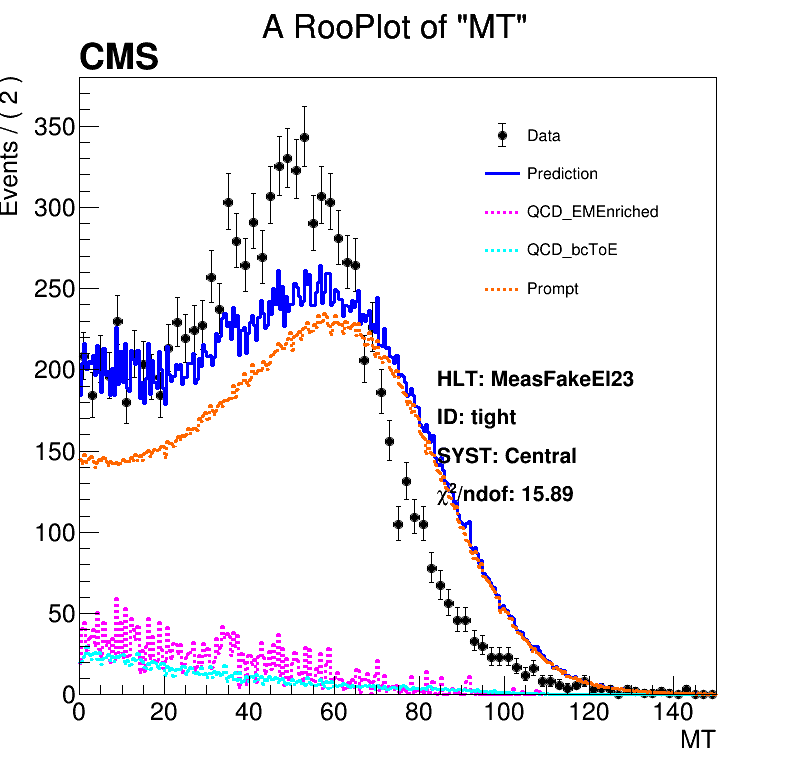 A RooPlot of "MT"
CMS
Events / ( 2 )
350
300
250
200
150
100
50
0
Data
Prediction
QCD_EMEnriched
QCD_bcToE
Prompt
HLT: MeasFakeEl23
ID: tight
SYST: Central
χ²/ndof: 15.89
0 20 40 60 80 100 120 140
MT